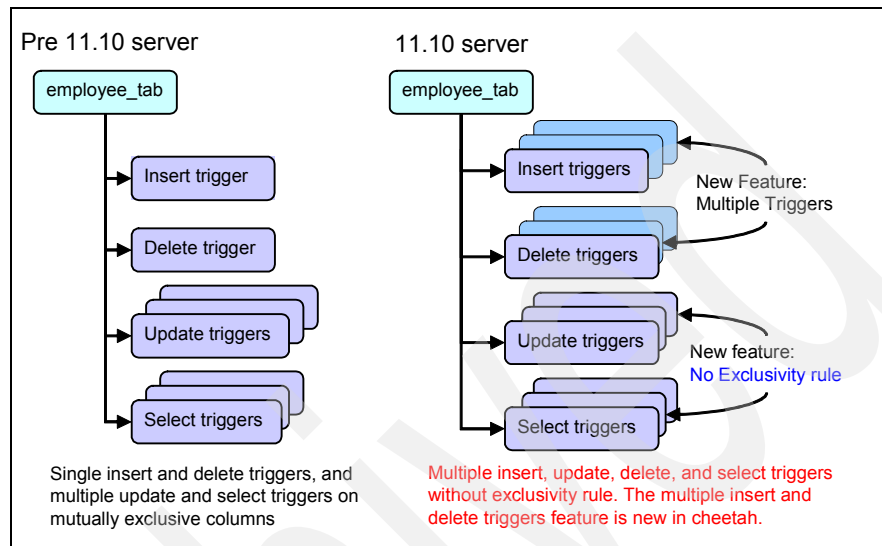 Pre 11.10 server
employee_tab
Insert trigger
Delete trigger
Update triggers
Select triggers
Single insert and delete triggers, and
multiple update and select triggers on
mutually exclusive columns
11.10 server
employee_tab
Insert triggers
Delete triggers
Update triggers
Select triggers
New Feature:
Multiple Triggers
New feature:
No Exclusivity rule
Multiple insert, update, delete, and select triggers
without exclusivity rule. The multiple insert and
delete triggers feature is new in cheetah.